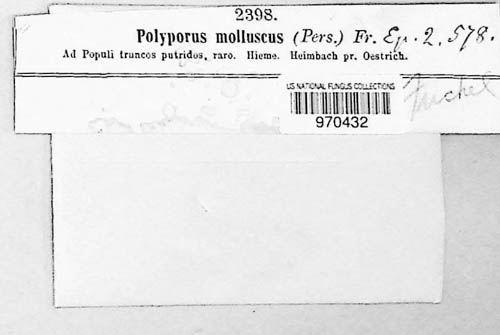 2398.
Polyporus molluscus (Pers.) Fr. Ep. 2. 578.
Ad Populi truncos putridos, raro. Hieme. Heimbach pr. Oestrich.
US NATIONAL FUNGUS COLLECTIONS
970432
Fuckel